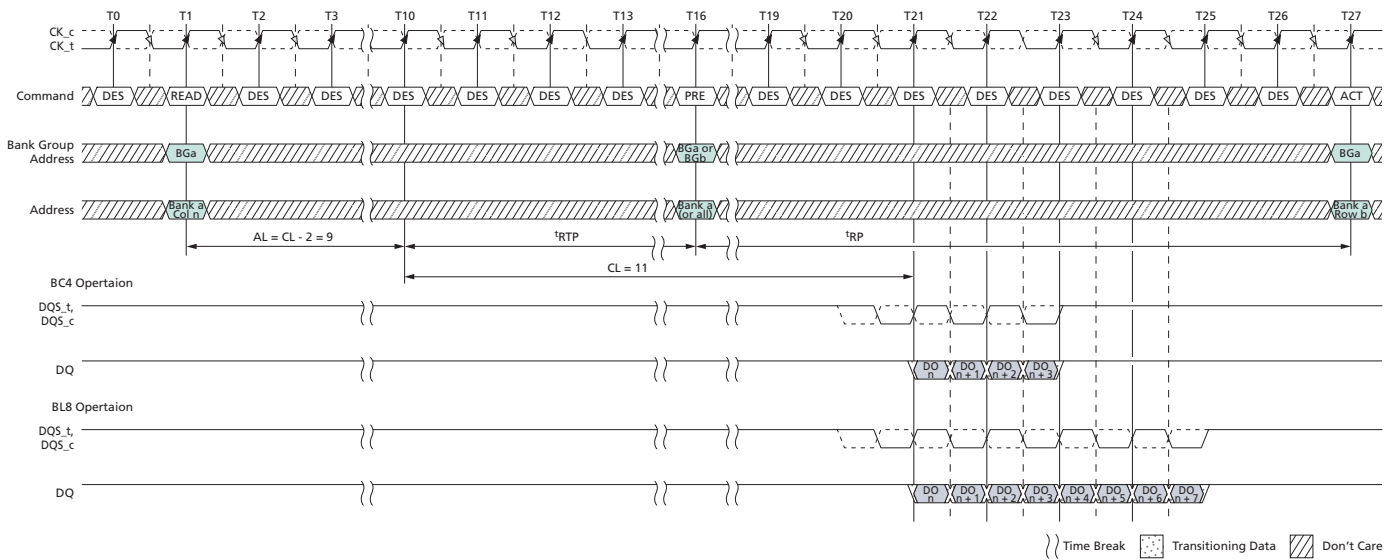 T0 T1 T2 T3 T10 T11 T12 T13 T16 T19 T20 T21 T22 T23 T24 T25 T26 T27
CK_c
CK_t
Command DES READ DES DES DES DES DES DES PRE DES DES DES DES DES DES DES DES ACT
Bank Group
Address BGa BGa or
BGb BGa
Address Bank a
Col n Bank a
(or all) Bank a
Row b
AL = CL - 2 = 9 tRTP tRP
CL = 11
BC4 Opertaion
DQS_t,
DQS_c
DQ DO
n DO
n + 1 DO
n + 2 DO
n + 3
BL8 Opertaion
DQS_t,
DQS_c
DQ DO
n DO
n + 1 DO
n + 2 DO
n + 3 DO
n + 4 DO
n + 5 DO
n + 6 DO
n + 7
Time Break Transitioning Data Don't Care